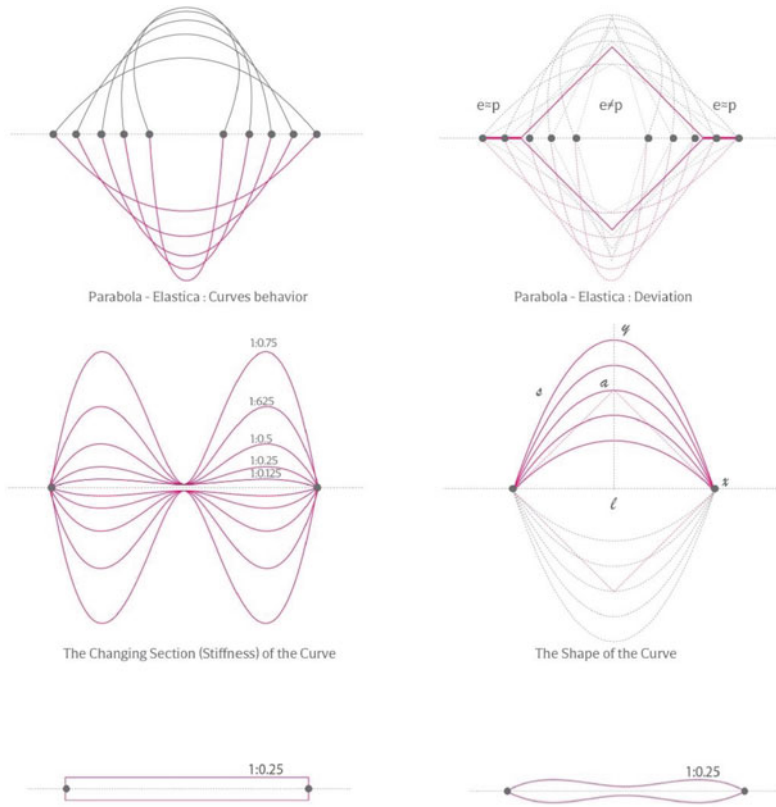 e=p
e≠p
e=p
Parabola - Elastica : Curves behavior
Parabola - Elastica : Deviation
1:0.75
1:625
1:0.5
1:0.25
1:0.125
The Changing Section (Stiffness) of the Curve
y
a
s
x
l
The Shape of the Curve
1:0.25
1:0.25